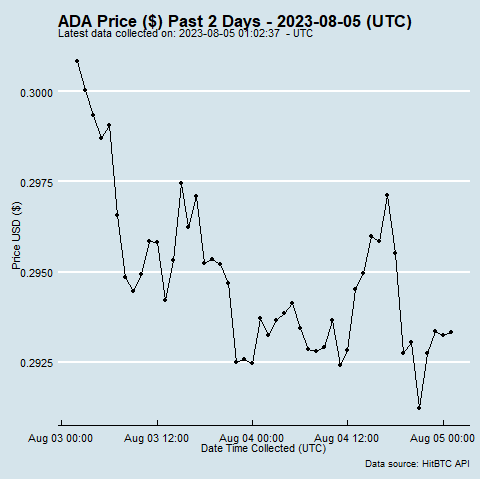 ADA Price ($) Past 2 Days - 2023-08-05 (UTC)
Latest data collected on: 2023-08-05 01:02:37  - UTC
0.3000
0.2975
0.2950
0.2925
Price USD ($)
Aug 03 00:00 Aug 03 12:00 Aug 04 00:00 Aug 04 12:00 Aug 05 00:00
Date Time Collected (UTC)
Data source: HitBTC API